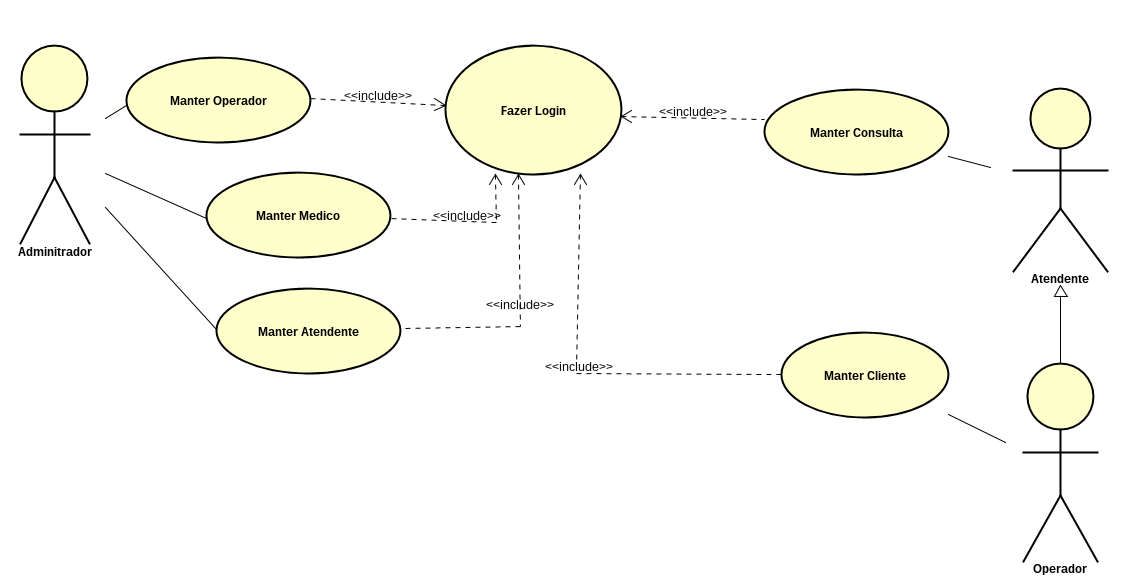 Manter Operador
<<include>>
Fazer Login
<<include>>
Manter Consulta
Manter Medico
<<include>>
Adminitrador
Atendente
<<include>>
Manter Atendente
<<include>>
Manter Cliente
Operador